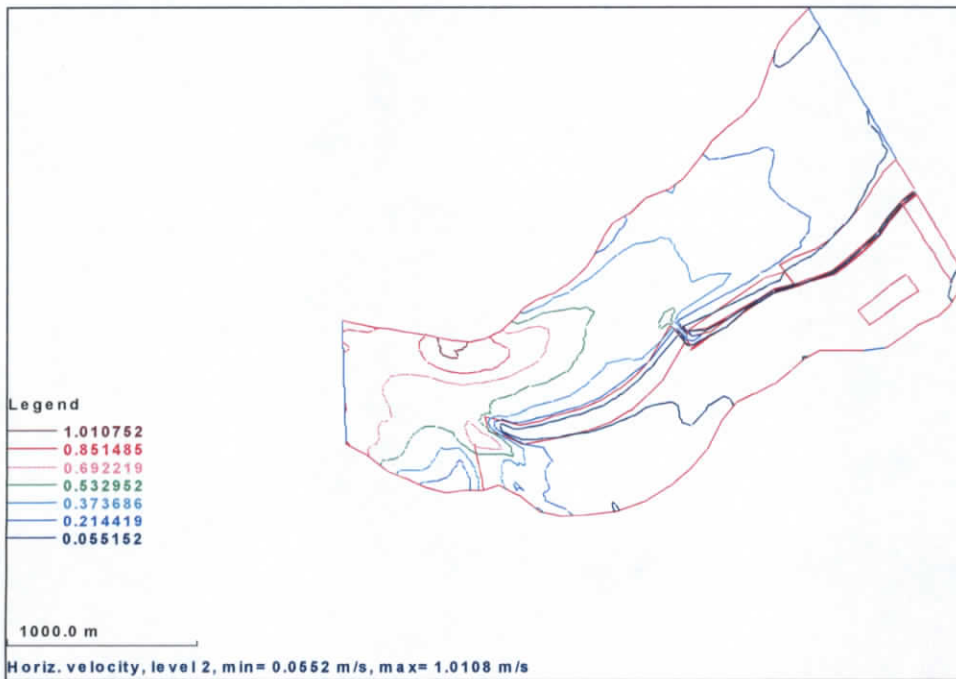 Legend
1.010752
0.851485
0.692219
0.532952
0.373686
0.214419
0.055152
1000.0 m
Horiz. velocity, level 2, min= 0.0552 m/s, max= 1.0108 m/s